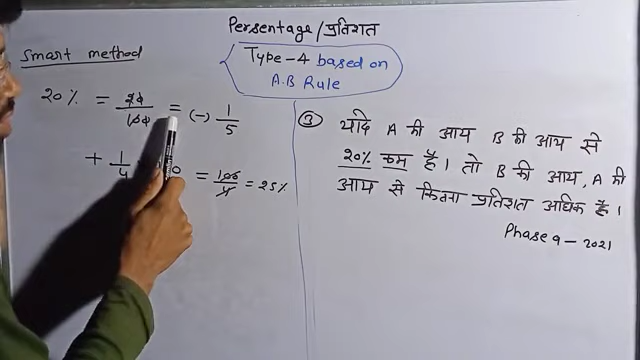 Persentage/प्रतिशत
Smart method
Type-4 based on
A.B Rule
20% = 20/100 = (-) 1/5
+ 1/4 0 = 100/4 = 25%
③ यदि A की आय B की आय से
20% कम है। तो B की आय, A की
आय से कितना प्रतिशत अधिक है।
Phase 9 - 2021